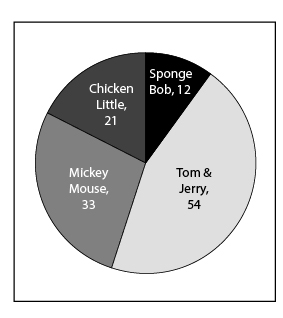 Sponge
Bob, 12
Chicken
Little,
21
Mickey
Mouse,
33
Tom &
Jerry,
54